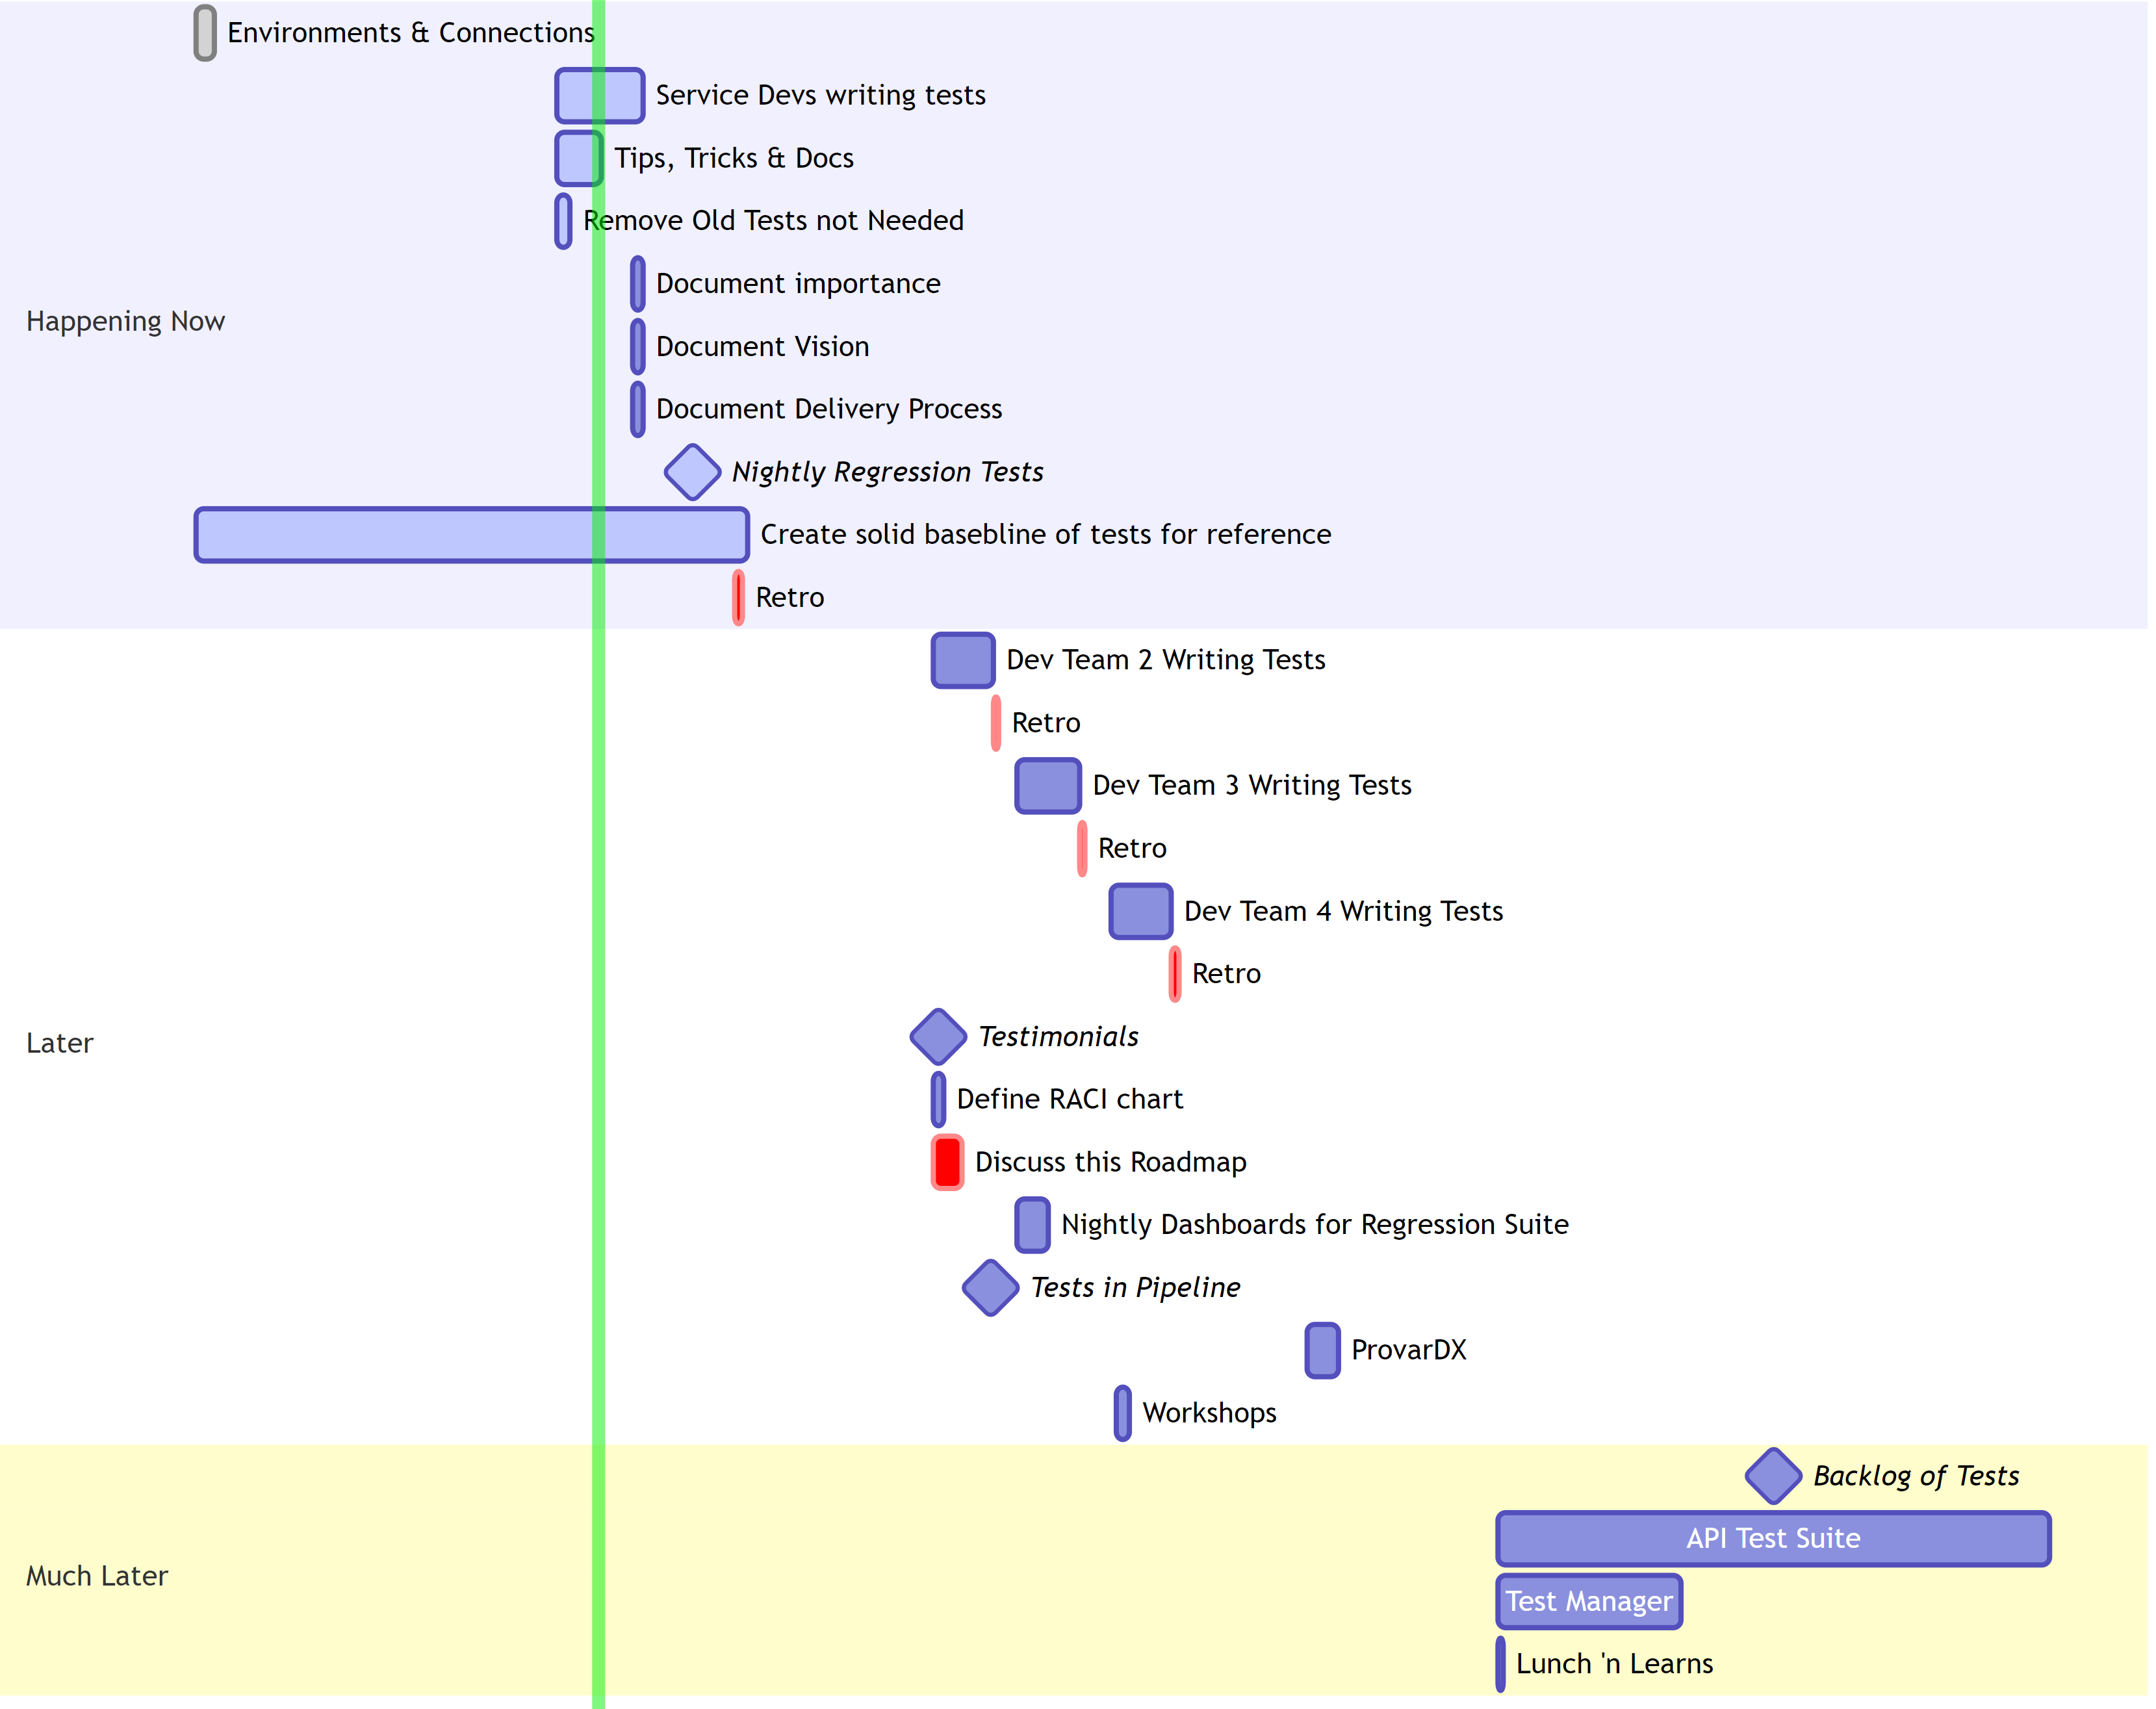 Environments & Connections
Service Devs writing tests
Tips, Tricks & Docs
Remove Old Tests not Needed
Document importance
Happening Now
Document Vision
Document Delivery Process
Nightly Regression Tests
Create solid basebline of tests for reference
Retro
Dev Team 2 Writing Tests
Retro
Dev Team 3 Writing Tests
Retro
Dev Team 4 Writing Tests
Retro
Testimonials
Later
Define RACI chart
Discuss this Roadmap
Nightly Dashboards for Regression Suite
Tests in Pipeline
ProvarDX
Workshops
Backlog of Tests
API Test Suite
Much Later
Test Manager
Lunch 'n Learns